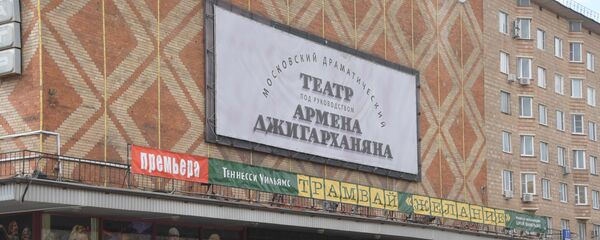 МОСКОВСКИЙ ДРАМАТИЧЕСКИЙ
ТЕАТР
ПОД РУКОВОДСТВОМ
АРМЕНА
ДЖИГАРХАНЯНА
премьера
Теннесси Уильямс
ТРАМВАЙ «ЖЕЛАНИЕ»